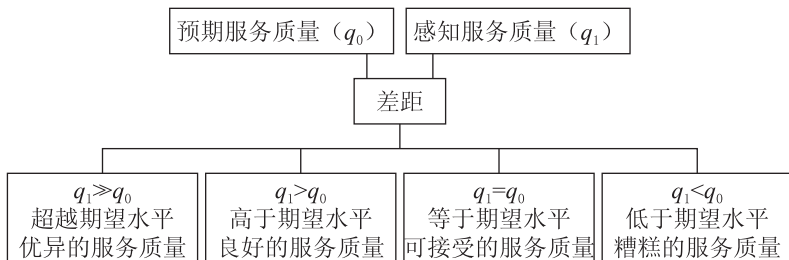 预期服务质量（q₀）
感知服务质量（q₁）
差距
q₁≫q₀
超越期望水平
优异的服务质量
q₁>q₀
高于期望水平
良好的服务质量
q₁=q₀
等于期望水平
可接受的服务质量
q₁<q₀
低于期望水平
糟糕的服务质量